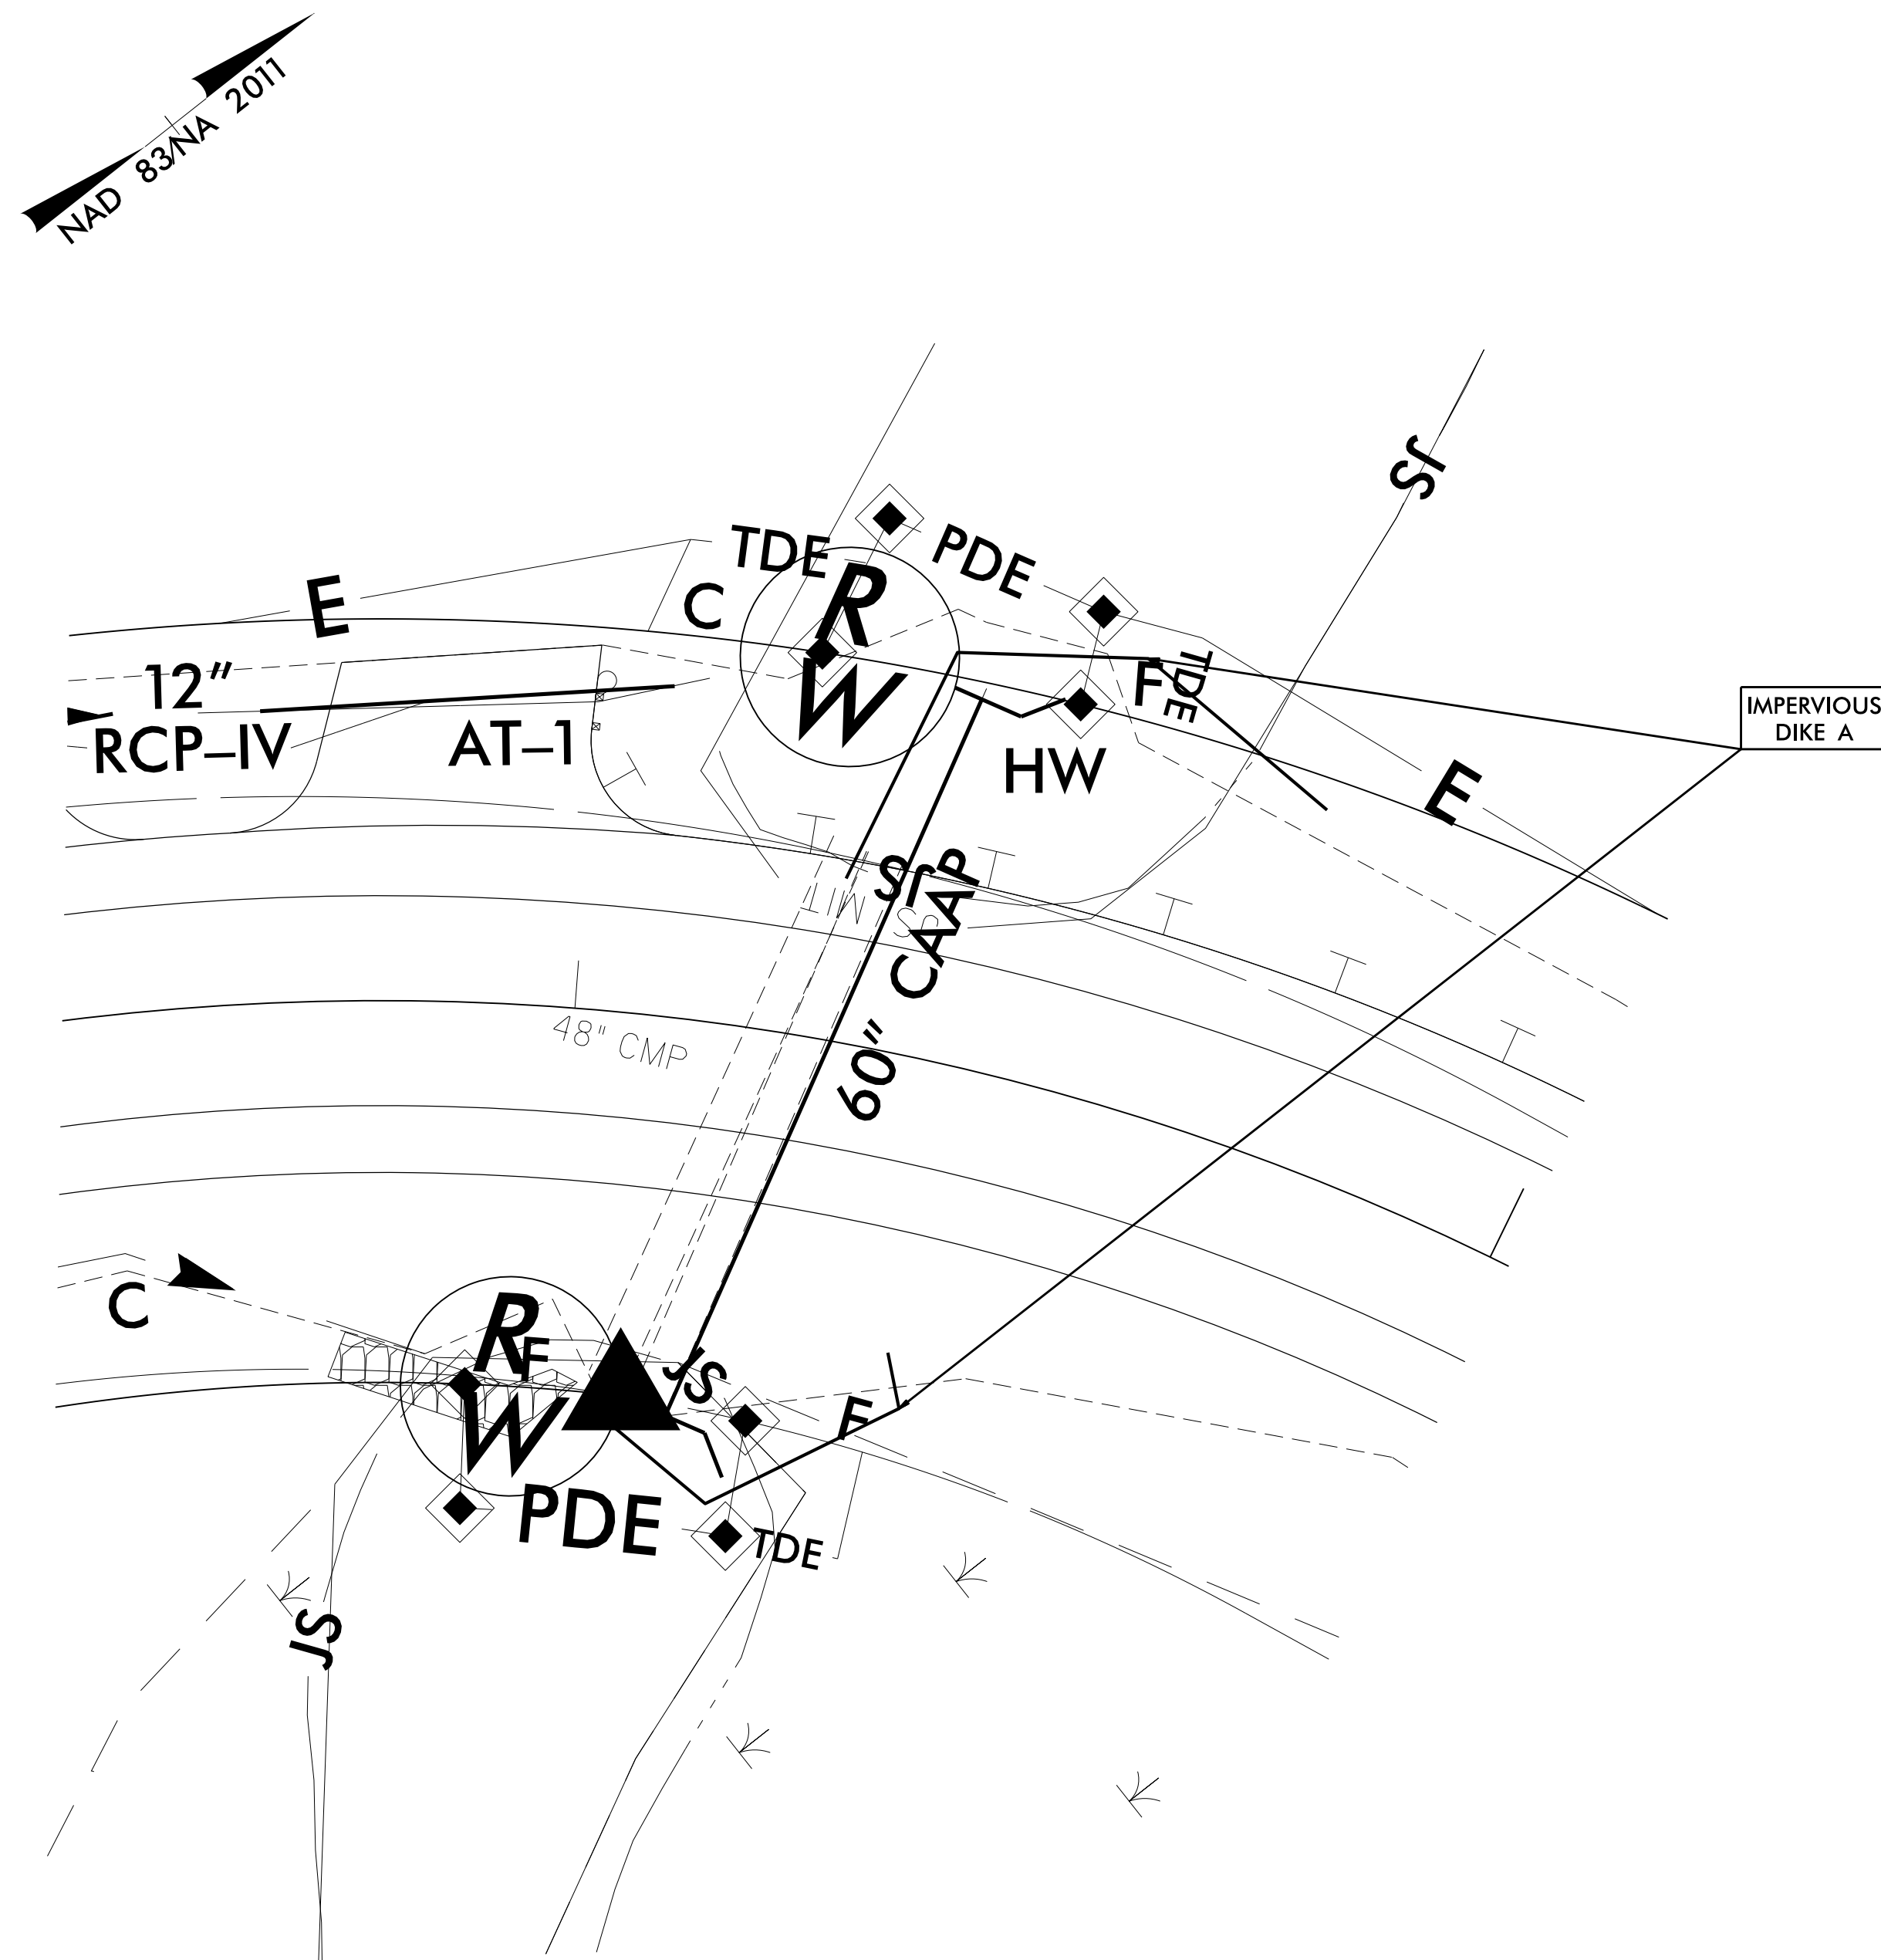 NAD 83/NA 2011
JS
TDE
PDE
E
C
R
W
12"
RCP-IV
AT-1
F
TDE
HW
IMPERVIOUS
DIKE A
E
60" CAAP
48" CMP
C
R
F
W
JS
F
PDE
TDE
JS